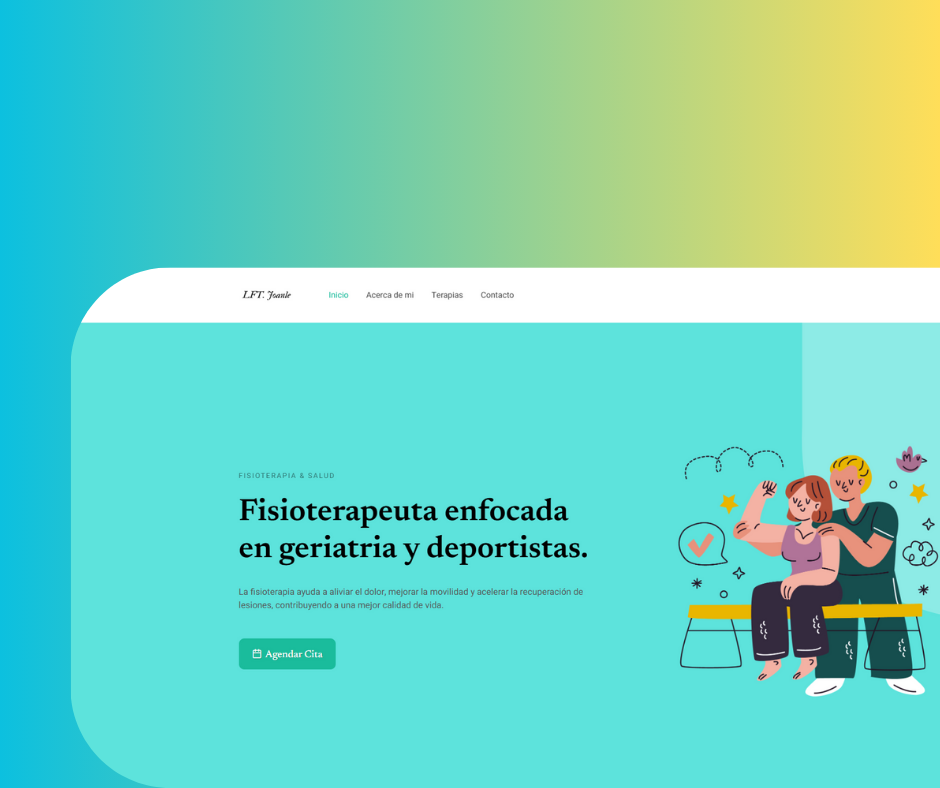 LFT. Joanle
Inicio
Acerca de mi
Terapias
Contacto
FISIOTERAPIA & SALUD
Fisioterapeuta enfocada
en geriatria y deportistas.
La fisioterapia ayuda a aliviar el dolor, mejorar la movilidad y acelerar la recuperación de
lesiones, contribuyendo a una mejor calidad de vida.
Agendar Cita